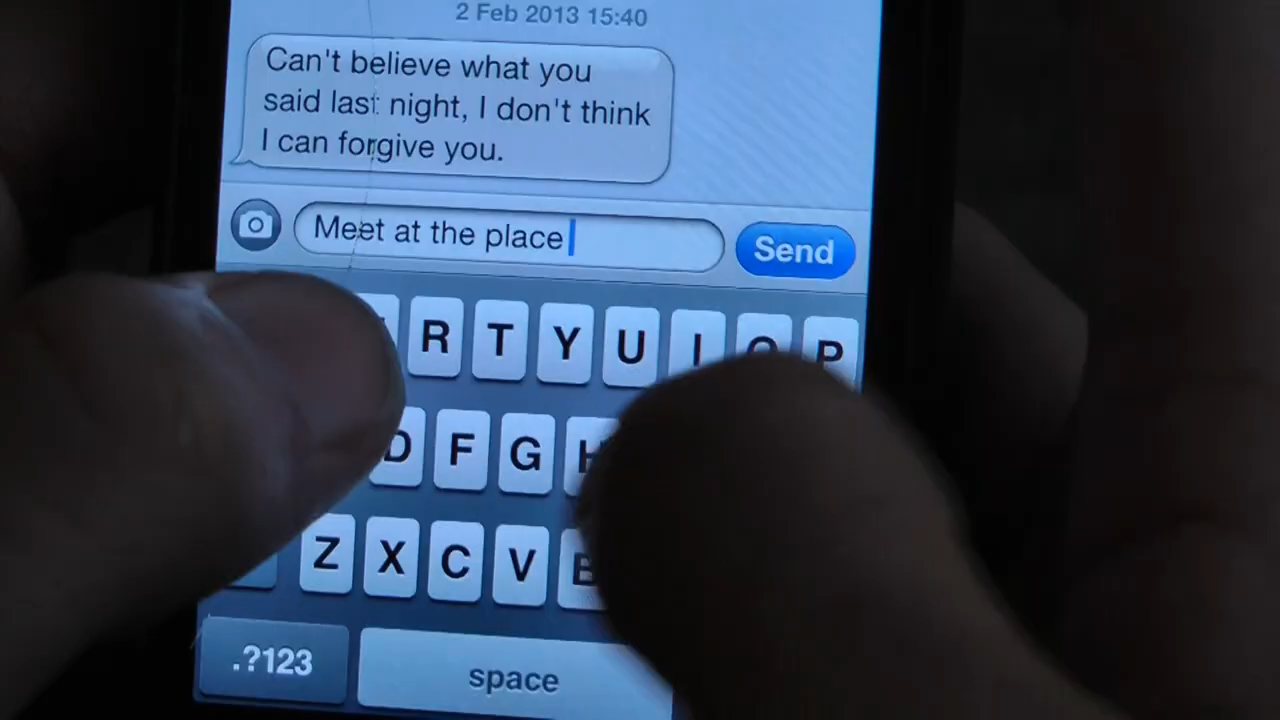 2 Feb 2013 15:40
Can't believe what you
said last night, I don't think
I can forgive you.
Meet at the place
Send
R T Y U I O P
D F G H
Z X C V B
.?123
space